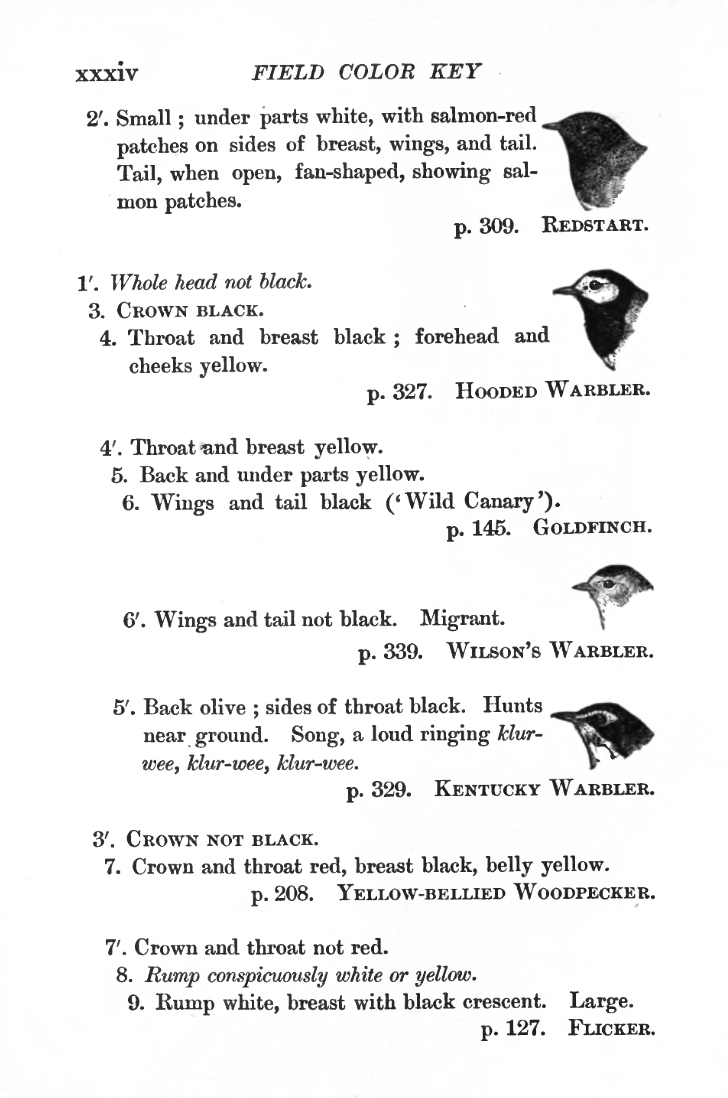 xxxiv FIELD COLOR KEY
2′. Small ; under parts white, with salmon-red
patches on sides of breast, wings, and tail.
Tail, when open, fan-shaped, showing sal-
mon patches.
p. 309. REDSTART.
1′. Whole head not black.
3. CROWN BLACK.
4. Throat and breast black ; forehead and
cheeks yellow.
p. 327. HOODED WARBLER.
4′. Throat and breast yellow.
5. Back and under parts yellow.
6. Wings and tail black (‘Wild Canary’).
p. 145. GOLDFINCH.
6′. Wings and tail not black. Migrant.
p. 339. WILSON’S WARBLER.
5′. Back olive ; sides of throat black. Hunts
near ground. Song, a loud ringing klur-
wee, klur-wee, klur-wee.
p. 329. KENTUCKY WARBLER.
3′. CROWN NOT BLACK.
7. Crown and throat red, breast black, belly yellow.
p. 208. YELLOW-BELLIED WOODPECKER.
7′. Crown and throat not red.
8. Rump conspicuously white or yellow.
9. Rump white, breast with black crescent. Large.
p. 127. FLICKER.